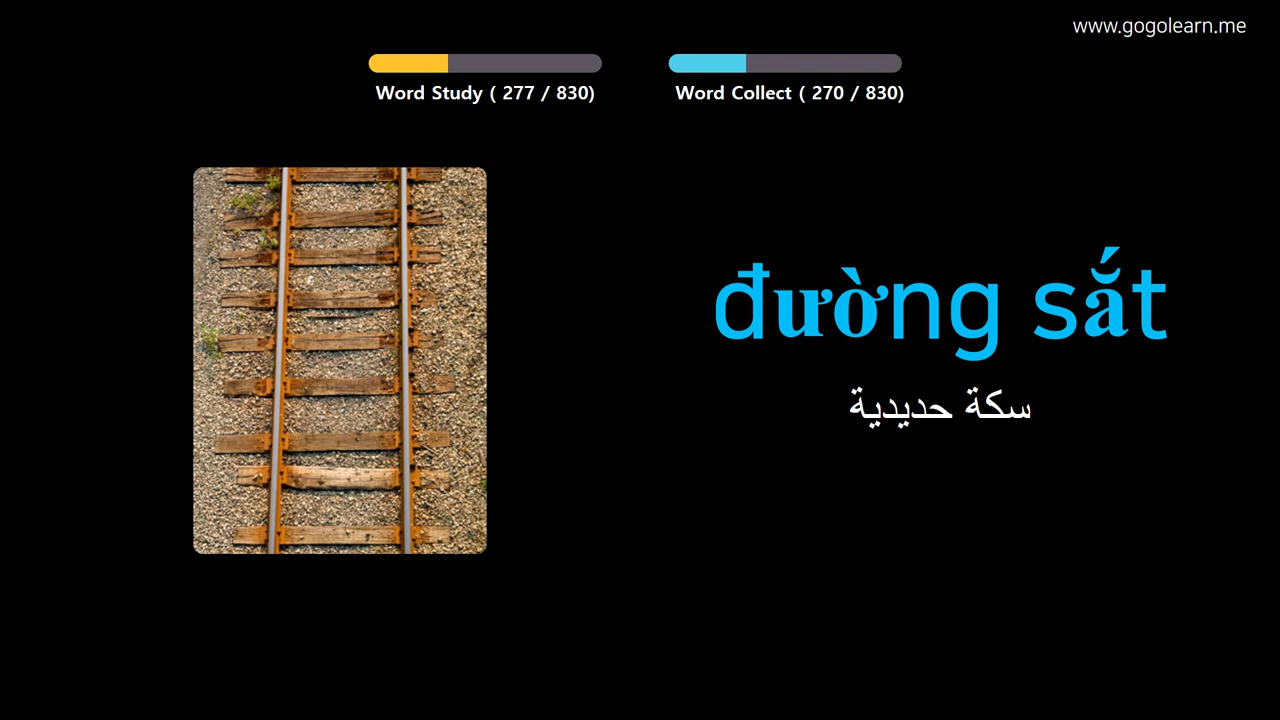 www.gogolearn.me
Word Study ( 277 / 830)
Word Collect ( 270 / 830)
đường sắt
سكة حديدية